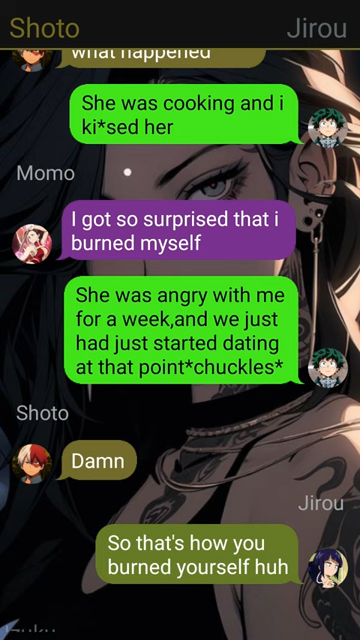 Shoto Jirou
what happened
She was cooking and i
ki*sed her
Momo
I got so surprised that i
burned myself
She was angry with me
for a week,and we just
had just started dating
at that point*chuckles*
Shoto
Damn
Jirou
So that's how you
burned yourself huh